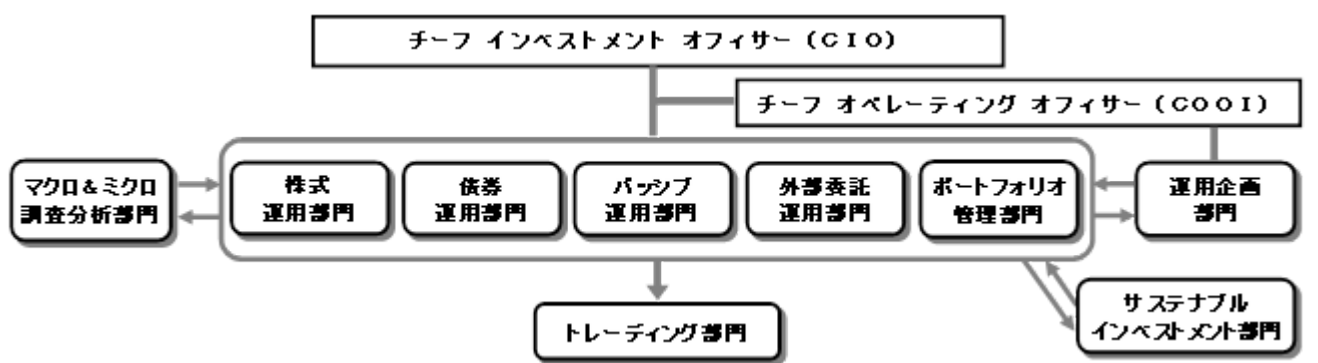 チーフ インベストメント オフィサー（ＣＩＯ）
チーフ オペレーティング オフィサー（ＣＯＯＩ）
マクロ＆ミクロ
調査分析部門
株式
運用部門
債券
運用部門
パッシブ
運用部門
外部委託
運用部門
ポートフォリオ
管理部門
運用企画
部門
トレーディング部門
サステナブル
インベストメント部門